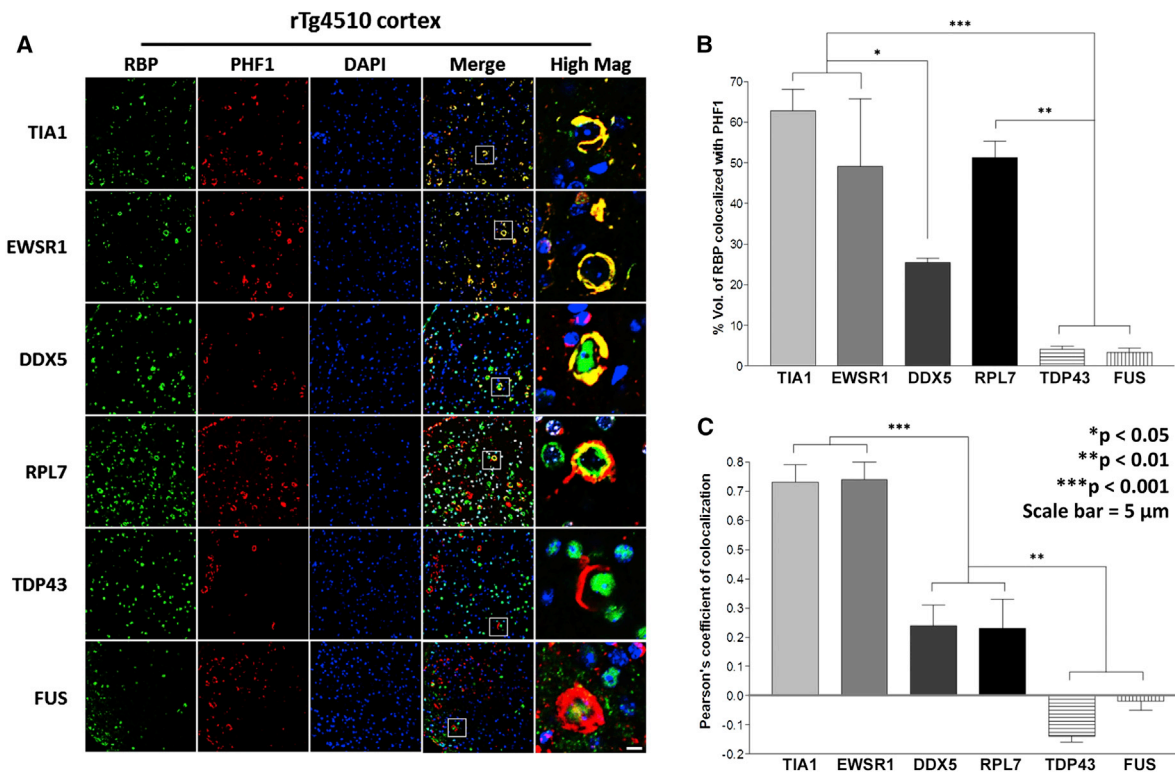 rTg4510 cortex
A
RBP PHF1 DAPI Merge High Mag
TIA1
EWSR1
DDX5
RPL7
TDP43
FUS
B
% Vol. of RBP colocalized with PHF1
70
60
50
40
30
20
10
0
***
*
**
TIA1 EWSR1 DDX5 RPL7 TDP43 FUS
C
Pearson's coefficient of colocalization
0.8
0.7
0.6
0.5
0.4
0.3
0.2
0.1
0.0
-0.1
-0.2
***
**
*p < 0.05
**p < 0.01
***p < 0.001
Scale bar = 5 μm
TIA1 EWSR1 DDX5 RPL7 TDP43 FUS